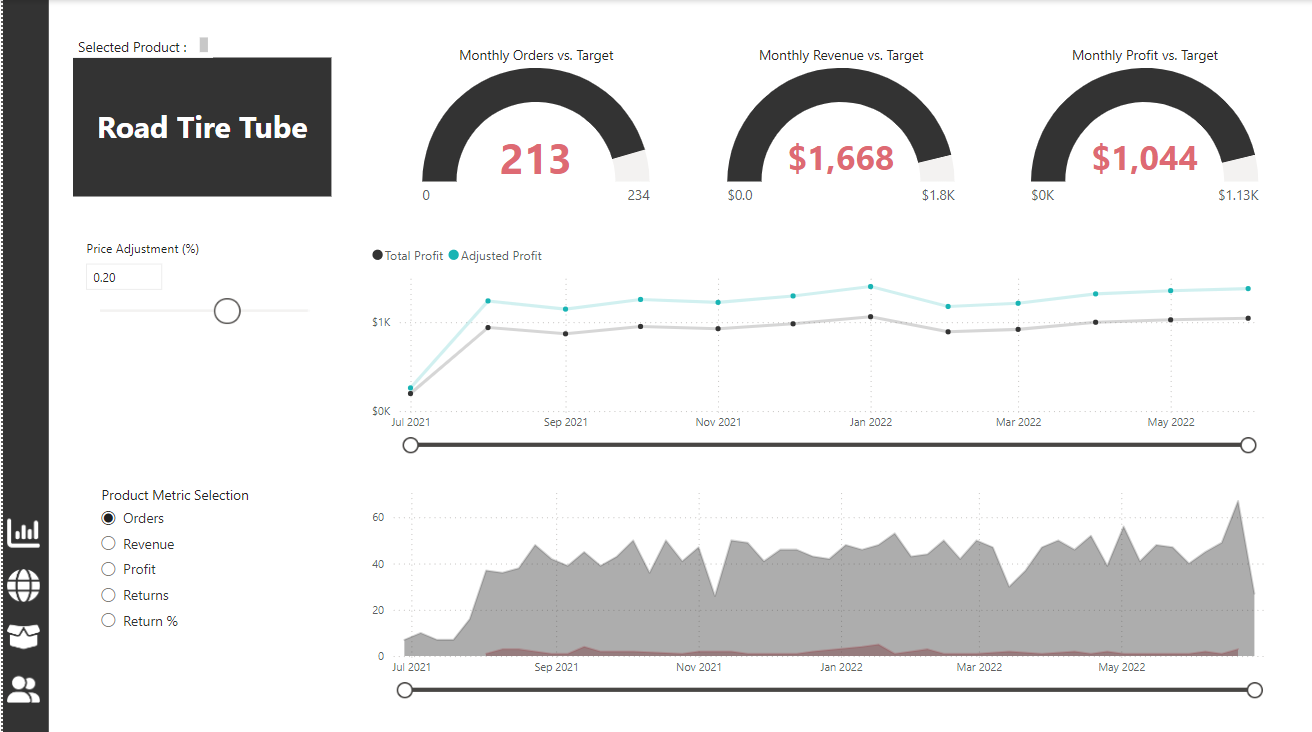 Selected Product :
Road Tire Tube
Monthly Orders vs. Target
213
0
234
Monthly Revenue vs. Target
$1,668
$0.0
$1.8K
Monthly Profit vs. Target
$1,044
$0K
$1.13K
Price Adjustment (%)
0.20
Total Profit Adjusted Profit
$1K
$0K
Jul 2021 Sep 2021 Nov 2021 Jan 2022 Mar 2022 May 2022
Product Metric Selection
Orders
Revenue
Profit
Returns
Return %
60
40
20
0
Jul 2021 Sep 2021 Nov 2021 Jan 2022 Mar 2022 May 2022